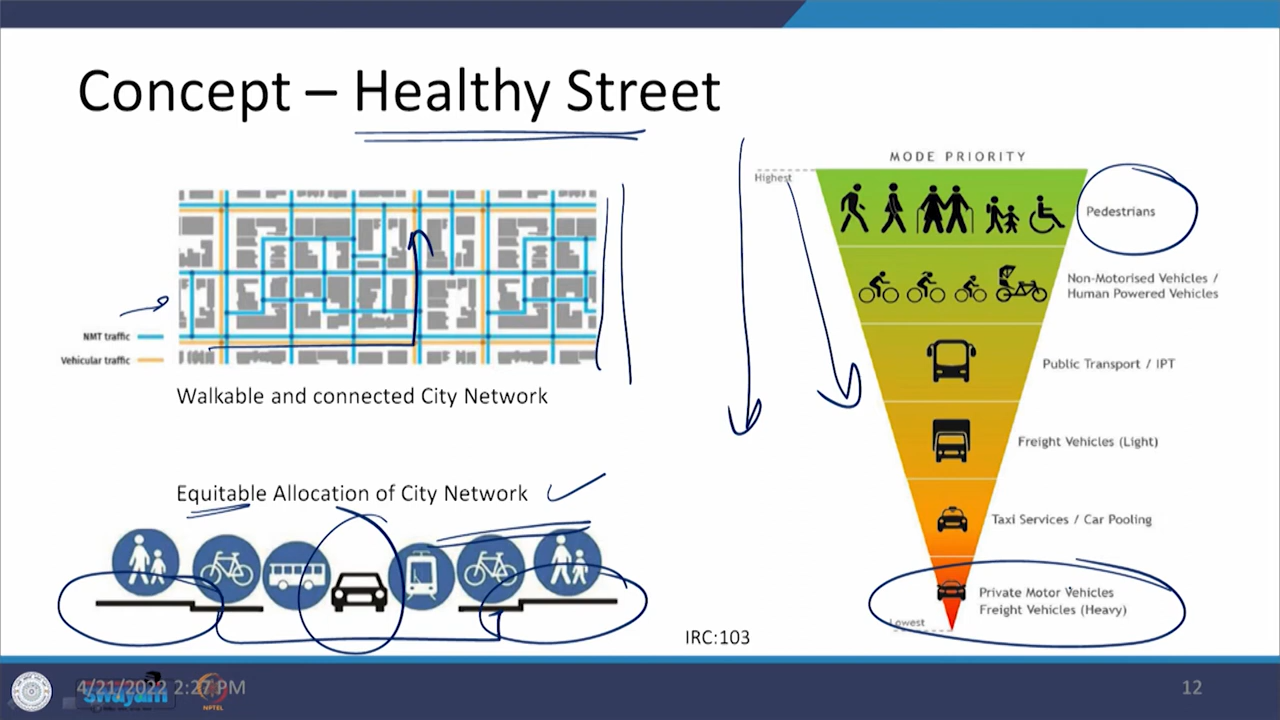 Concept – Healthy Street
NMT traffic
Vehicular traffic
Walkable and connected City Network
Equitable Allocation of City Network
MODE PRIORITY
Highest
Pedestrians
Non-Motorised Vehicles /
Human Powered Vehicles
Public Transport / IPT
Freight Vehicles (Light)
Taxi Services / Car Pooling
Private Motor Vehicles
Freight Vehicles (Heavy)
Lowest
IRC:103
4/21/2022 2:27 PM
swayam
NPTEL
12